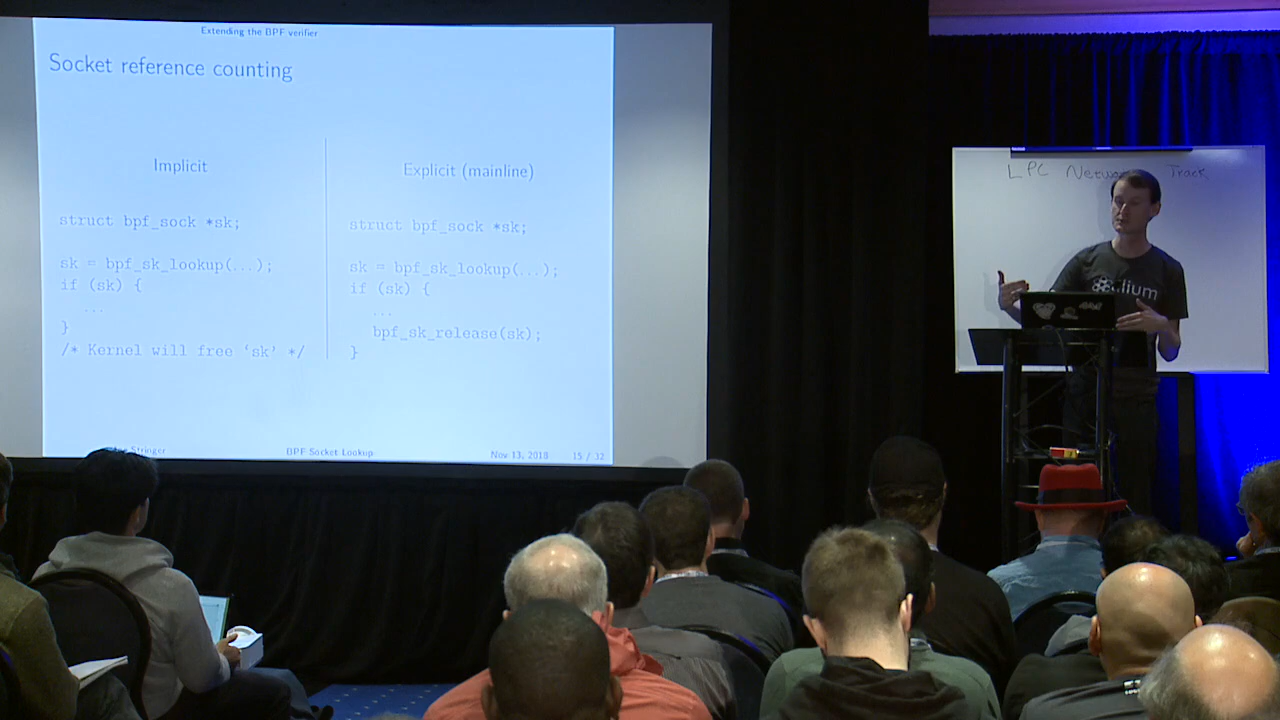 Extending the BPF verifier
Socket reference counting
Implicit
struct bpf_sock *sk;
sk = bpf_sk_lookup(...);
if (sk) {
...
}
/* Kernel will free ‘sk’ */
Explicit (mainline)
struct bpf_sock *sk;
sk = bpf_sk_lookup(...);
if (sk) {
...
bpf_sk_release(sk);
}
Stringer
BPF Socket Lookup
Nov 13, 2018
15 / 32
LPC Network Track